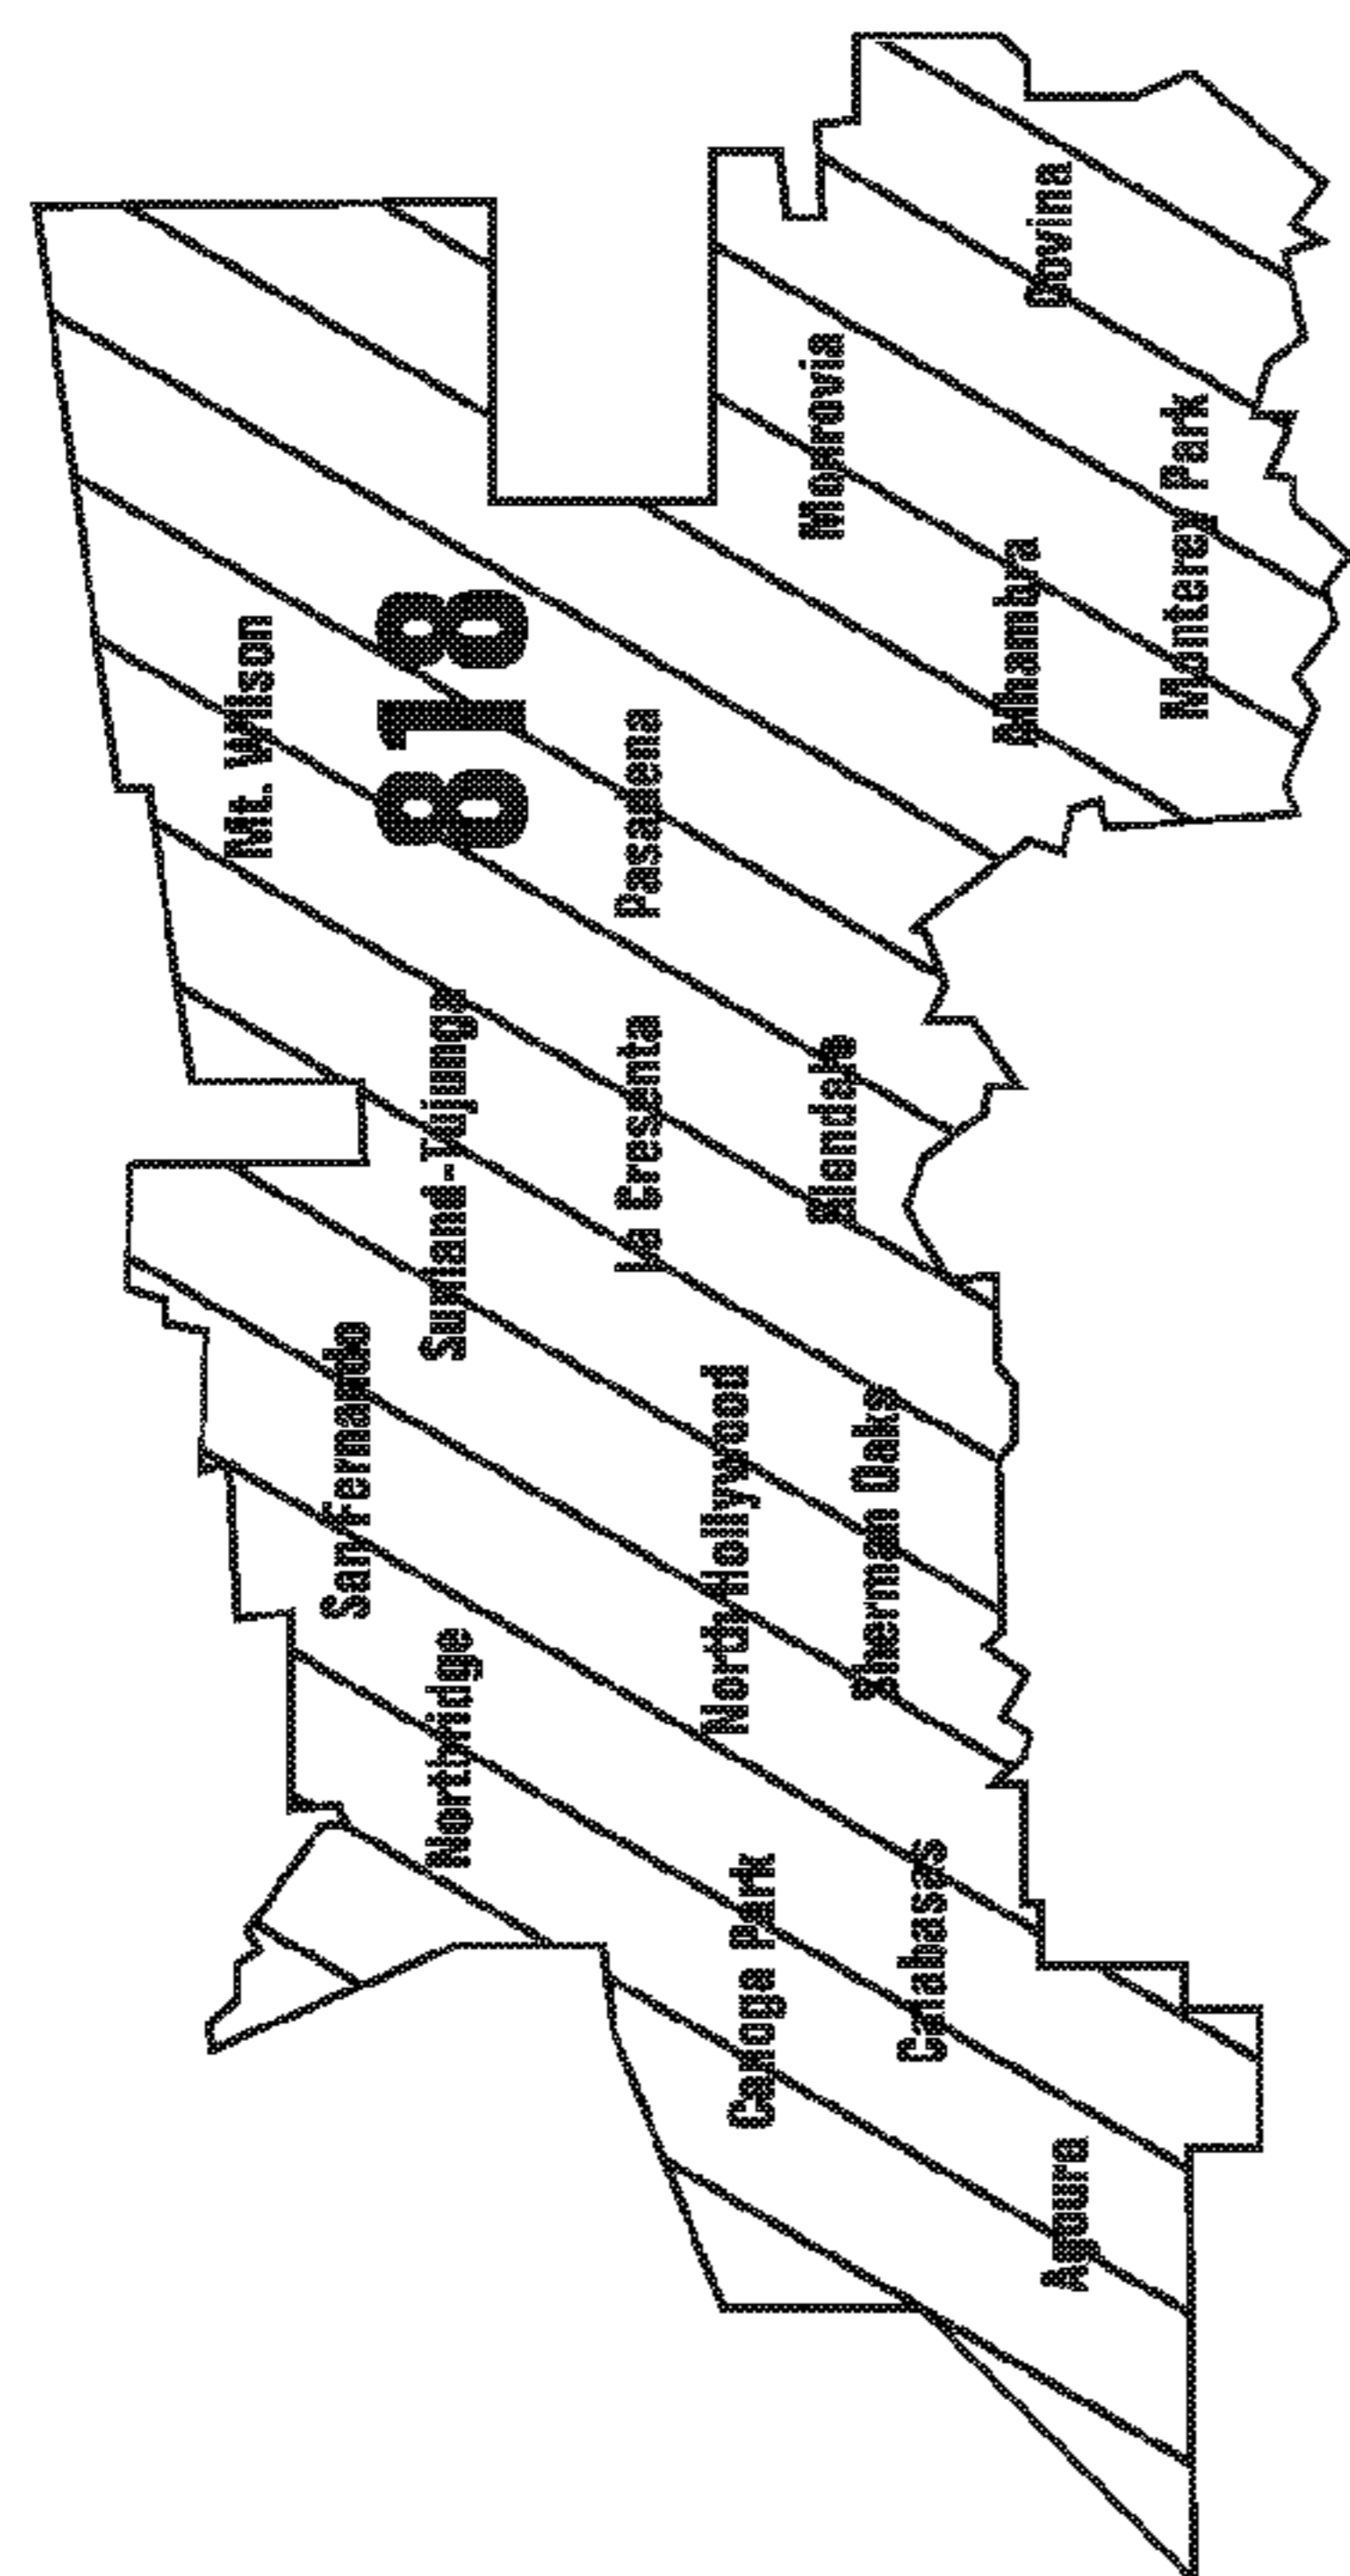 Mt. Wilson
818
San Fernando
Sunland-Tujunga
Northridge
La Cresenta
Pasadena
North Hollywood
Glendale
Monrovia
Canoga Park
Sherman Oaks
Calabasas
Alhambra
Covina
Agoura
Monterey Park